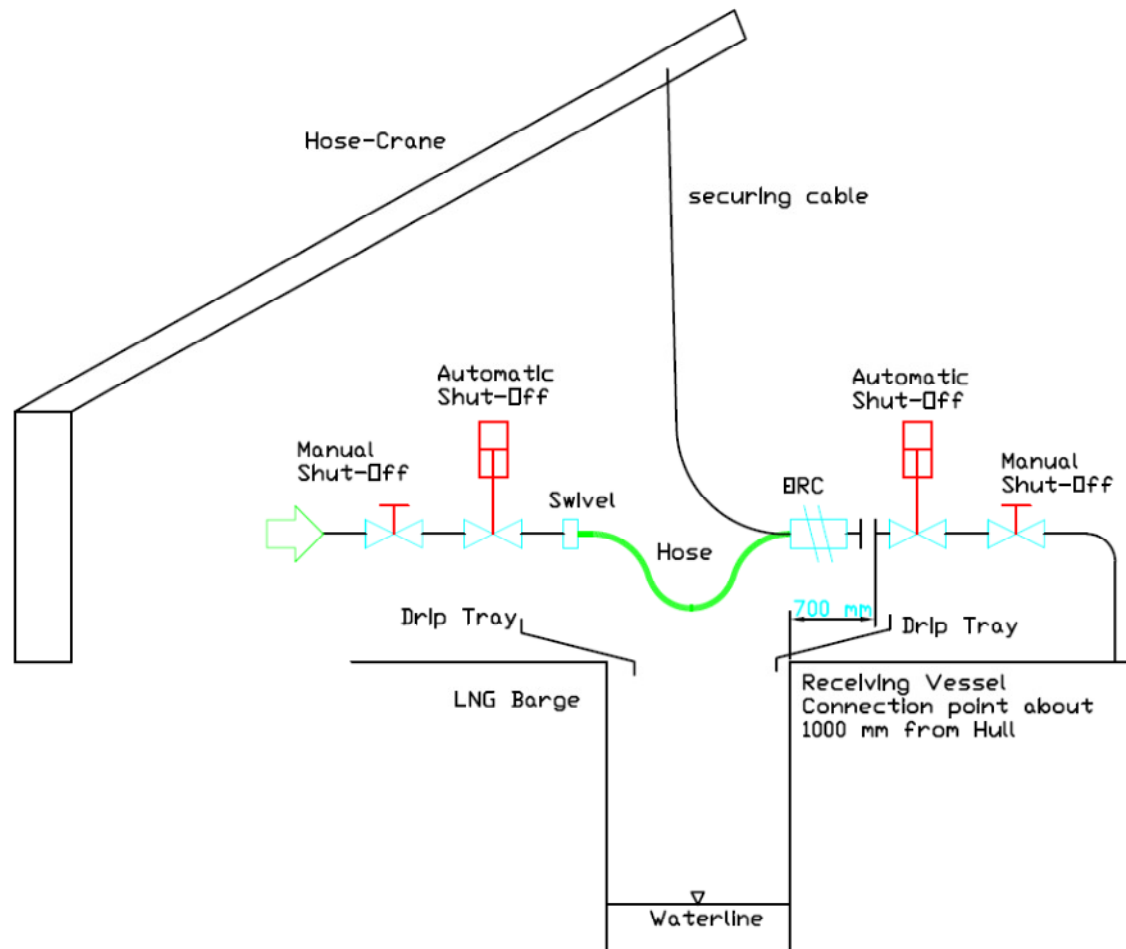 Hose-Crane
securing cable
Automatic
Shut-Off
Automatic
Shut-Off
Manual
Shut-Off
Manual
Shut-Off
ERC
Swivel
Hose
700 mm
Drip Tray
Drip Tray
LNG Barge
Receiving Vessel
Connection point about
1000 mm from Hull
Waterline